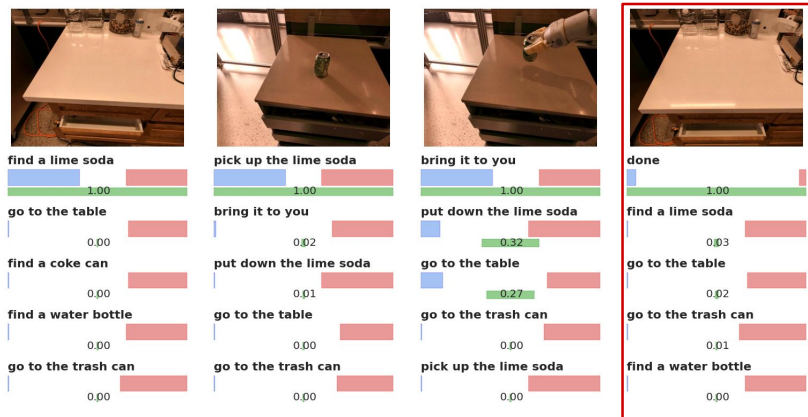 find a lime soda
1.00
go to the table
0.00
find a coke can
0.00
find a water bottle
0.00
go to the trash can
0.00
pick up the lime soda
1.00
bring it to you
0.02
put down the lime soda
0.01
go to the table
0.00
go to the trash can
0.00
bring it to you
1.00
put down the lime soda
0.32
go to the table
0.27
go to the trash can
0.00
pick up the lime soda
0.00
done
1.00
find a lime soda
0.03
go to the table
0.02
go to the trash can
0.01
find a water bottle
0.00